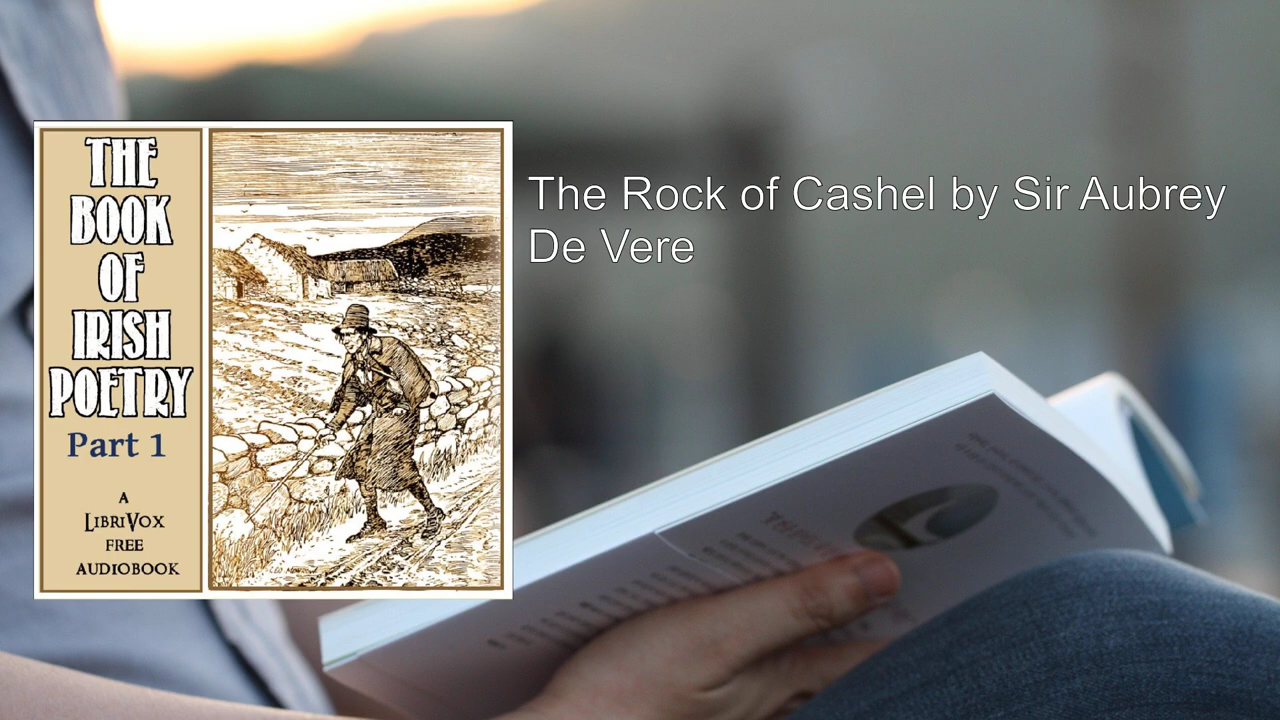 THE
BOOK
OF
IRISH
POETRY
Part 1
A
LIBRIVOX
FREE
AUDIOBOOK
The Rock of Cashel by Sir Aubrey
De Vere